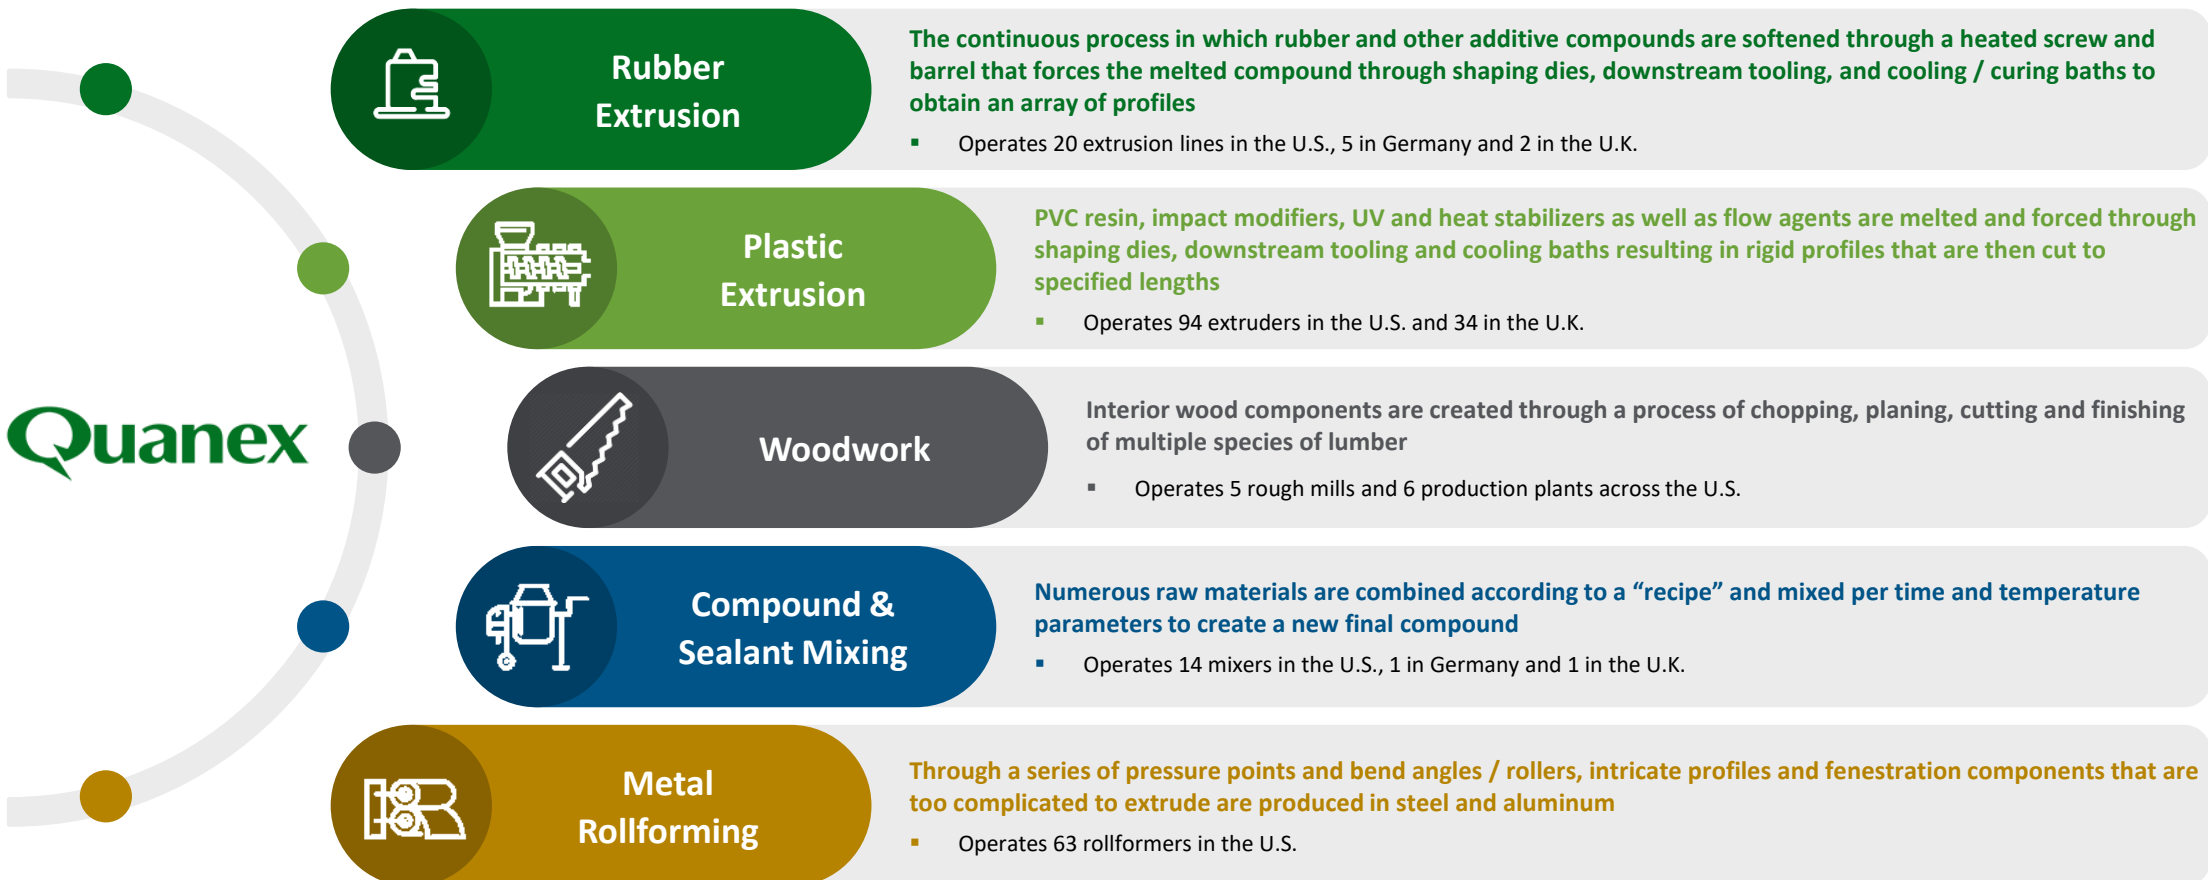 Quanex
Rubber
Extrusion
The continuous process in which rubber and other additive compounds are softened through a heated screw and
barrel that forces the melted compound through shaping dies, downstream tooling, and cooling / curing baths to
obtain an array of profiles
▪ Operates 20 extrusion lines in the U.S., 5 in Germany and 2 in the U.K.
Plastic
Extrusion
PVC resin, impact modifiers, UV and heat stabilizers as well as flow agents are melted and forced through
shaping dies, downstream tooling and cooling baths resulting in rigid profiles that are then cut to
specified lengths
▪ Operates 94 extruders in the U.S. and 34 in the U.K.
Woodwork
Interior wood components are created through a process of chopping, planing, cutting and finishing
of multiple species of lumber
▪ Operates 5 rough mills and 6 production plants across the U.S.
Compound &
Sealant Mixing
Numerous raw materials are combined according to a “recipe” and mixed per time and temperature
parameters to create a new final compound
▪ Operates 14 mixers in the U.S., 1 in Germany and 1 in the U.K.
Metal
Rollforming
Through a series of pressure points and bend angles / rollers, intricate profiles and fenestration components that are
too complicated to extrude are produced in steel and aluminum
▪ Operates 63 rollformers in the U.S.